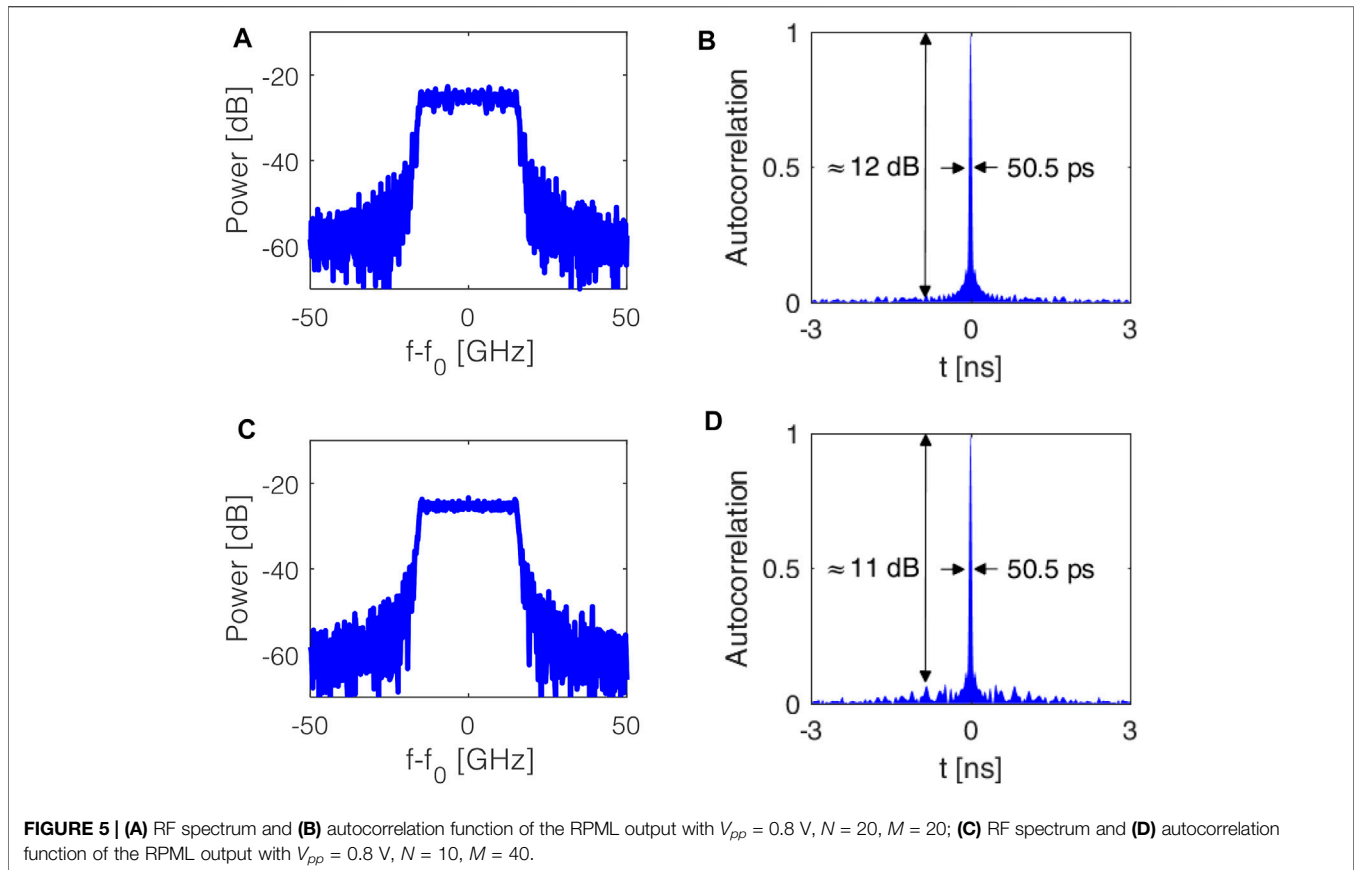 A
Power [dB]
-20
-40
-60
-50
0
50
f-f0 [GHz]
B
Autocorrelation
1
0.5
0
≈ 12 dB
50.5 ps
-3
0
3
t [ns]
C
Power [dB]
-20
-40
-60
-50
0
50
f-f0 [GHz]
D
Autocorrelation
1
0.5
0
≈ 11 dB
50.5 ps
-3
0
3
t [ns]
FIGURE 5 | (A) RF spectrum and (B) autocorrelation function of the RPML output with Vpp = 0.8 V, N = 20, M = 20; (C) RF spectrum and (D) autocorrelation
function of the RPML output with Vpp = 0.8 V, N = 10, M = 40.